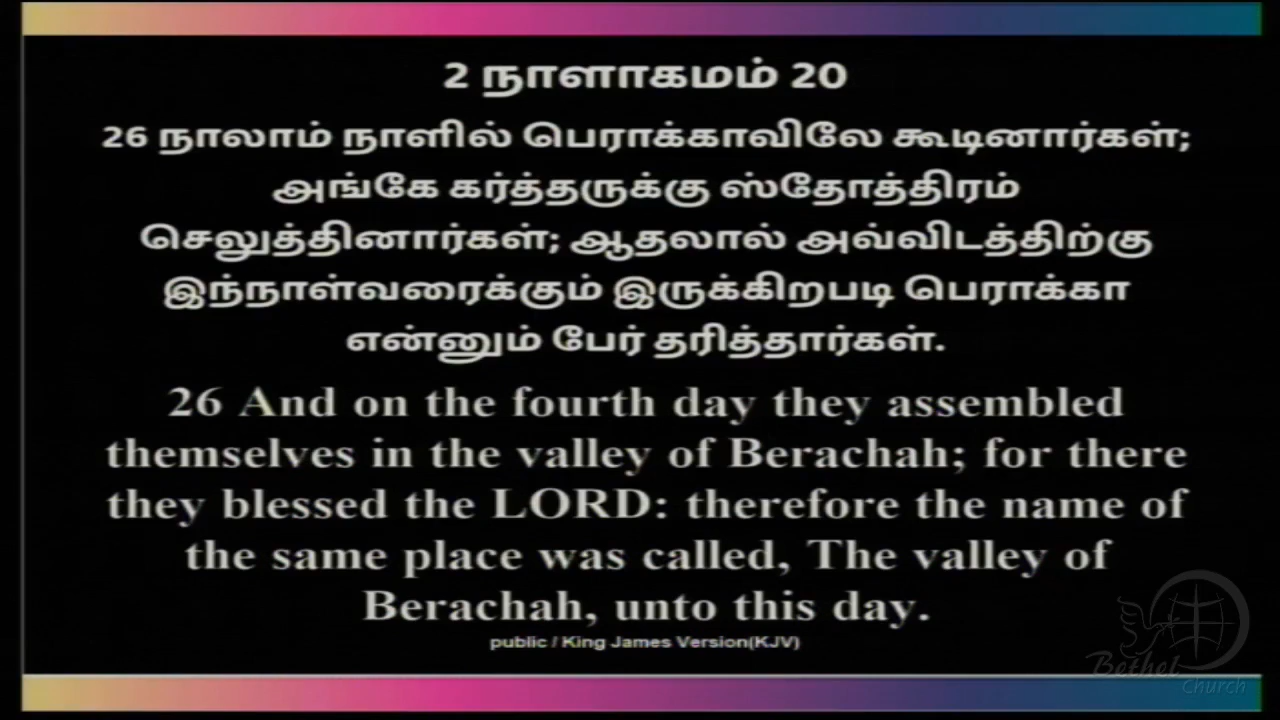 2 நாளாகமம் 20
26 நாலாம் நாளில் பெராக்காவிலே கூடினார்கள்;
அங்கே கர்த்தருக்கு ஸ்தோத்திரம்
செலுத்தினார்கள்; ஆதலால் அவ்விடத்திற்கு
இந்நாள்வரைக்கும் இருக்கிறபடி பெராக்கா
என்னும் பேர் தரித்தார்கள்.
26 And on the fourth day they assembled
themselves in the valley of Berachah; for there
they blessed the LORD: therefore the name of
the same place was called, The valley of
Berachah, unto this day.
public / King James Version(KJV)
Bethel
Church